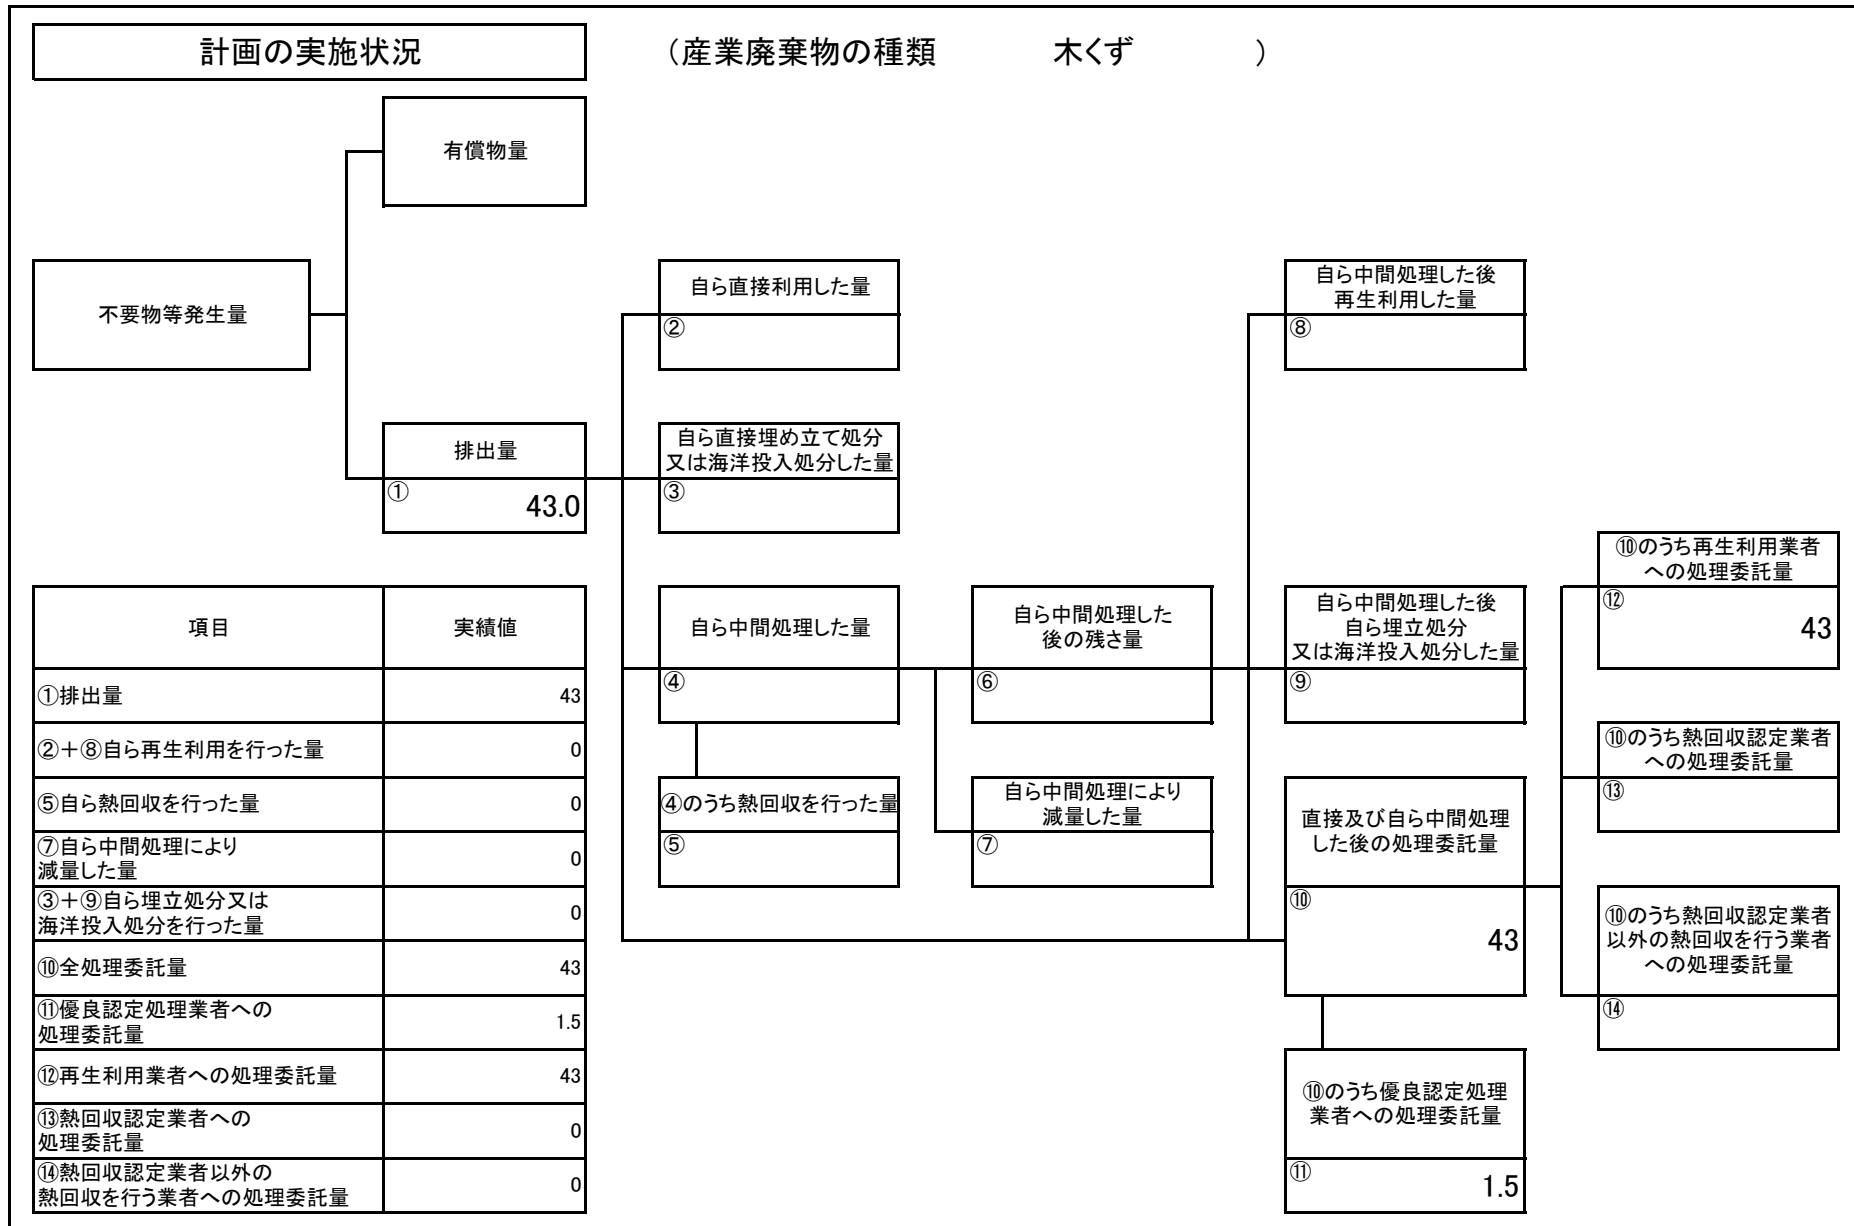 計画の実施状況
（産業廃棄物の種類　　　木くず　　　）
有償物量
不要物等発生量
排出量
①
43.0
自ら直接利用した量
②
自ら直接埋め立て処分
又は海洋投入処分した量
③
自ら中間処理した後
再生利用した量
⑧
自ら中間処理した量
④
④のうち熱回収を行った量
⑤
自ら中間処理した
後の残さ量
⑥
自ら中間処理により
減量した量
⑦
自ら中間処理した後
自ら埋立処分
又は海洋投入処分した量
⑨
直接及び自ら中間処理
した後の処理委託量
⑩
43
⑩のうち優良認定処理
業者への処理委託量
⑪
1.5
⑩のうち再生利用業者
への処理委託量
⑫
43
⑩のうち熱回収認定業者
への処理委託量
⑬
⑩のうち熱回収認定業者
以外の熱回収を行う業者
への処理委託量
⑭
項目 実績値
①排出量 43
②＋⑧自ら再生利用を行った量 0
⑤自ら熱回収を行った量 0
⑦自ら中間処理により
減量した量 0
③＋⑨自ら埋立処分又は
海洋投入処分を行った量 0
⑩全処理委託量 43
⑪優良認定処理業者への
処理委託量 1.5
⑫再生利用業者への処理委託量 43
⑬熱回収認定業者への
処理委託量 0
⑭熱回収認定業者以外の
熱回収を行う業者への処理委託量 0